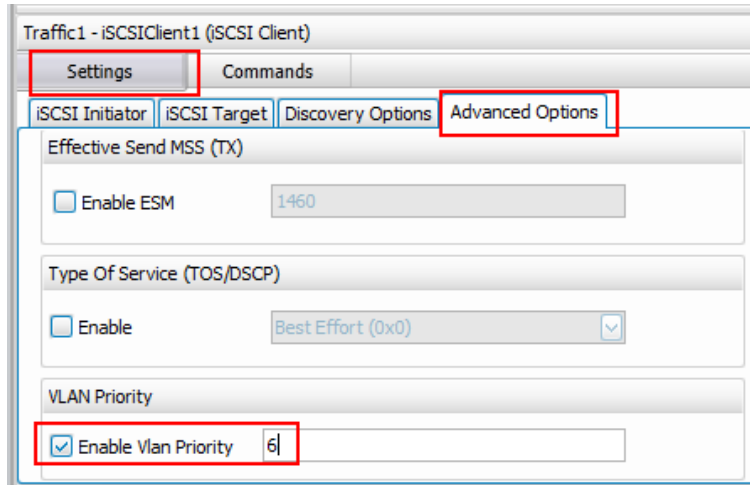 Traffic1 - iSCSIClient1 (iSCSI Client)
Settings Commands
iSCSI Initiator iSCSI Target Discovery Options Advanced Options
Effective Send MSS (TX)
Enable ESM 1460
Type Of Service (TOS/DSCP)
Enable Best Effort (0x0)
VLAN Priority
Enable Vlan Priority 6